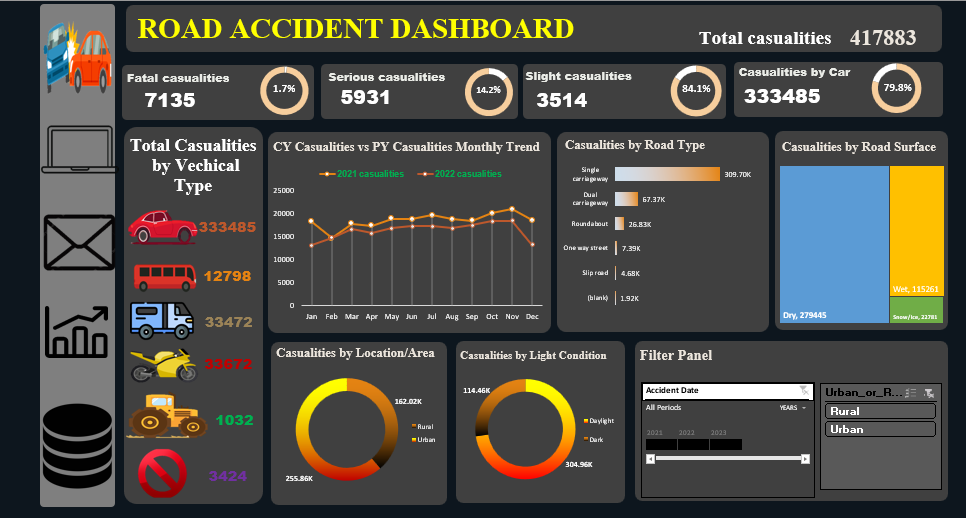 ROAD ACCIDENT DASHBOARD
Total casualities 417883
Fatal casualities
7135
1.7%
Serious casualities
5931
14.2%
Slight casualities
3514
84.1%
Casualities by Car
333485
79.8%
Total Casualities
by Vechical
Type
333485
12798
33472
33672
1032
3424
CY Casualities vs PY Casualities Monthly Trend
2021 casualities 2022 casualities
25000
20000
15000
10000
5000
0
Jan Feb Mar Apr May Jun Jul Aug Sep Oct Nov Dec
Casualities by Road Type
Single
carriageway 309.70K
Dual
carriageway 67.37K
Roundabout 26.83K
One way street 7.39K
Slip road 4.68K
(blank) 1.92K
Casualities by Road Surface
Dry, 279445
Wet, 115261
Snow/Ice, 22781
Casualities by Location/Area
162.02K
Rural
Urban
255.86K
Casualities by Light Condition
114.46K
Daylight
Dark
304.96K
Filter Panel
Accident Date
All Periods YEARS
2021 2022 2023
Urban_or_R...
Rural
Urban